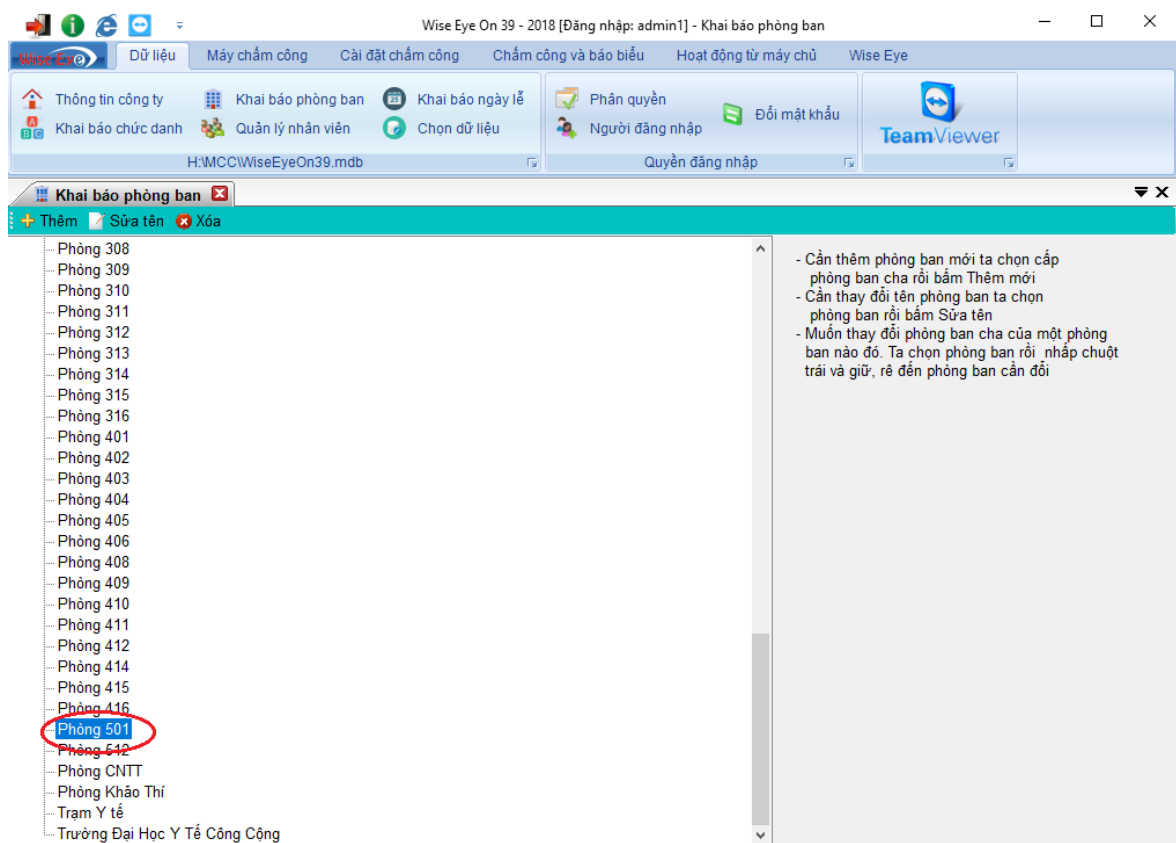 Wise Eye On 39 - 2018 [Đăng nhập: admin1] - Khai báo phòng ban
Wise Eye Dữ liệu Máy chấm công Cài đặt chấm công Chấm công và báo biểu Hoạt động từ máy chủ Wise Eye
Thông tin công ty Khai báo phòng ban Khai báo ngày lễ Phân quyền Đổi mật khẩu
Khai báo chức danh Quản lý nhân viên Chọn dữ liệu Người đăng nhập TeamViewer
H:\MCC\WiseEyeOn39.mdb Quyền đăng nhập
Khai báo phòng ban
Thêm Sửa tên Xóa
Phòng 308
Phòng 309
Phòng 310
Phòng 311
Phòng 312
Phòng 313
Phòng 314
Phòng 315
Phòng 316
Phòng 401
Phòng 402
Phòng 403
Phòng 404
Phòng 405
Phòng 406
Phòng 408
Phòng 409
Phòng 410
Phòng 411
Phòng 412
Phòng 414
Phòng 415
Phòng 416
Phòng 501
Phòng 512
Phòng CNTT
Phòng Khảo Thí
Trạm Y tế
Trường Đại Học Y Tế Công Cộng
- Cần thêm phòng ban mới ta chọn cấp
phòng ban cha rồi bấm Thêm mới
- Cần thay đổi tên phòng ban ta chọn
phòng ban rồi bấm Sửa tên
- Muốn thay đổi phòng ban cha của một phòng
ban nào đó. Ta chọn phòng ban rồi nhấp chuột
trái và giữ, rê đến phòng ban cần đổi